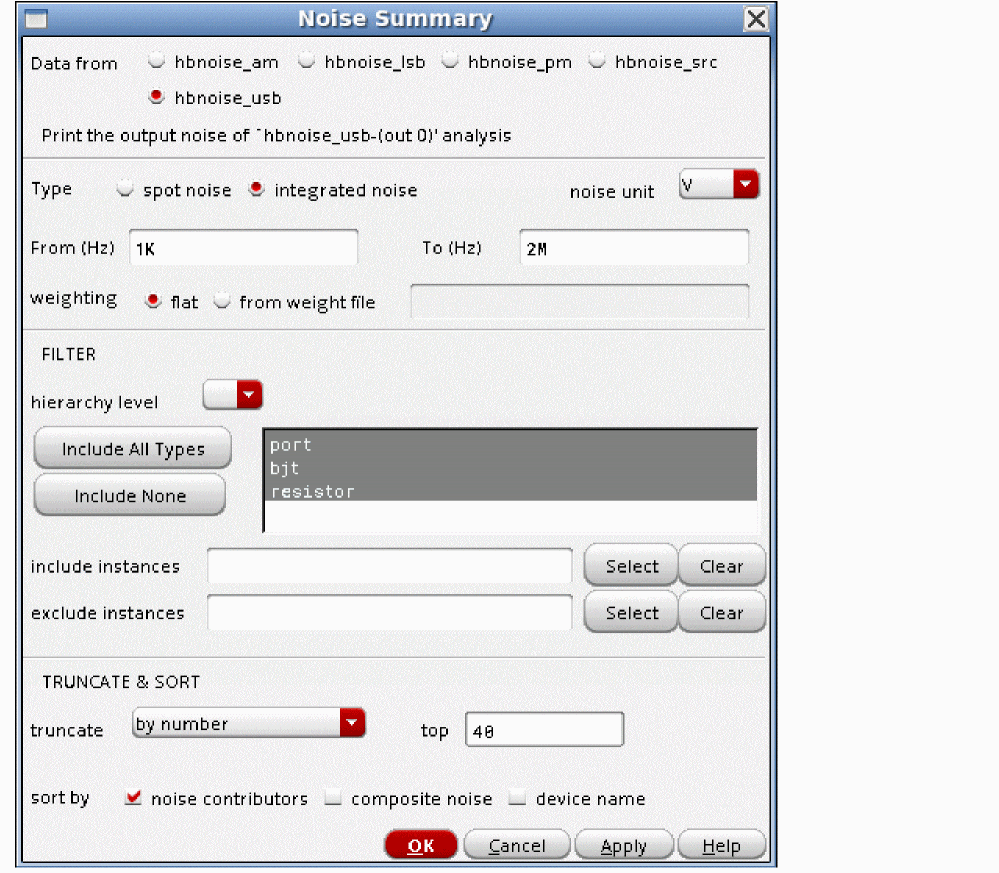 Noise Summary
Data from hbnoise_am hbnoise_lsb hbnoise_pm hbnoise_src
hbnoise_usb
Print the output noise of `hbnoise_usb-(out 0)' analysis
Type spot noise integrated noise noise unit V
From (Hz) 1K To (Hz) 2M
weighting flat from weight file
FILTER
hierarchy level
Include All Types
Include None
port
bjt
resistor
include instances Select Clear
exclude instances Select Clear
TRUNCATE & SORT
truncate by number top 40
sort by noise contributors composite noise device name
OK Cancel Apply Help